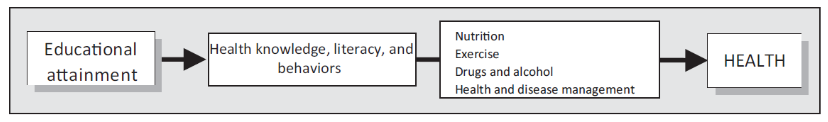 Educational
attainment
Health knowledge, literacy, and
behaviors
Nutrition
Exercise
Drugs and alcohol
Health and disease management
HEALTH